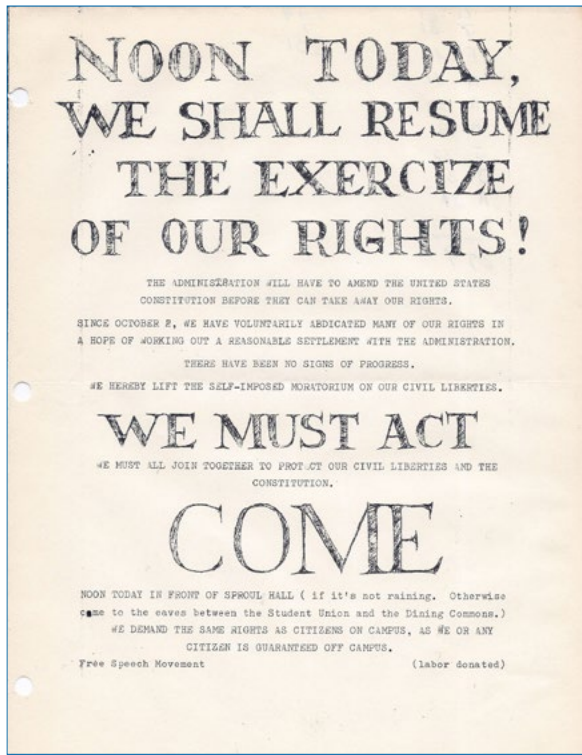 NOON TODAY,
WE SHALL RESUME
THE EXERCIZE
OF OUR RIGHTS!
THE ADMINISTRATION WILL HAVE TO AMEND THE UNITED STATES
CONSTITUTION BEFORE THEY CAN TAKE AWAY OUR RIGHTS.
SINCE OCTOBER 2, WE HAVE VOLUNTARILY ABDICATED MANY OF OUR RIGHTS IN
A HOPE OF WORKING OUT A REASONABLE SETTLEMENT WITH THE ADMINISTRATION.
THERE HAVE BEEN NO SIGNS OF PROGRESS.
WE HEREBY LIFT THE SELF-IMPOSED MORATORIUM ON OUR CIVIL LIBERTIES.
WE MUST ACT
WE MUST ALL JOIN TOGETHER TO PROTECT OUR CIVIL LIBERTIES AND THE
CONSTITUTION.
COME
NOON TODAY IN FRONT OF SPROUL HALL ( if it's not raining. Otherwise
come to the eaves between the Student Union and the Dining Commons.)
WE DEMAND THE SAME RIGHTS AS CITIZENS ON CAMPUS, AS WE OR ANY
CITIZEN IS GUARANTEED OFF CAMPUS.
Free Speech Movement (labor donated)